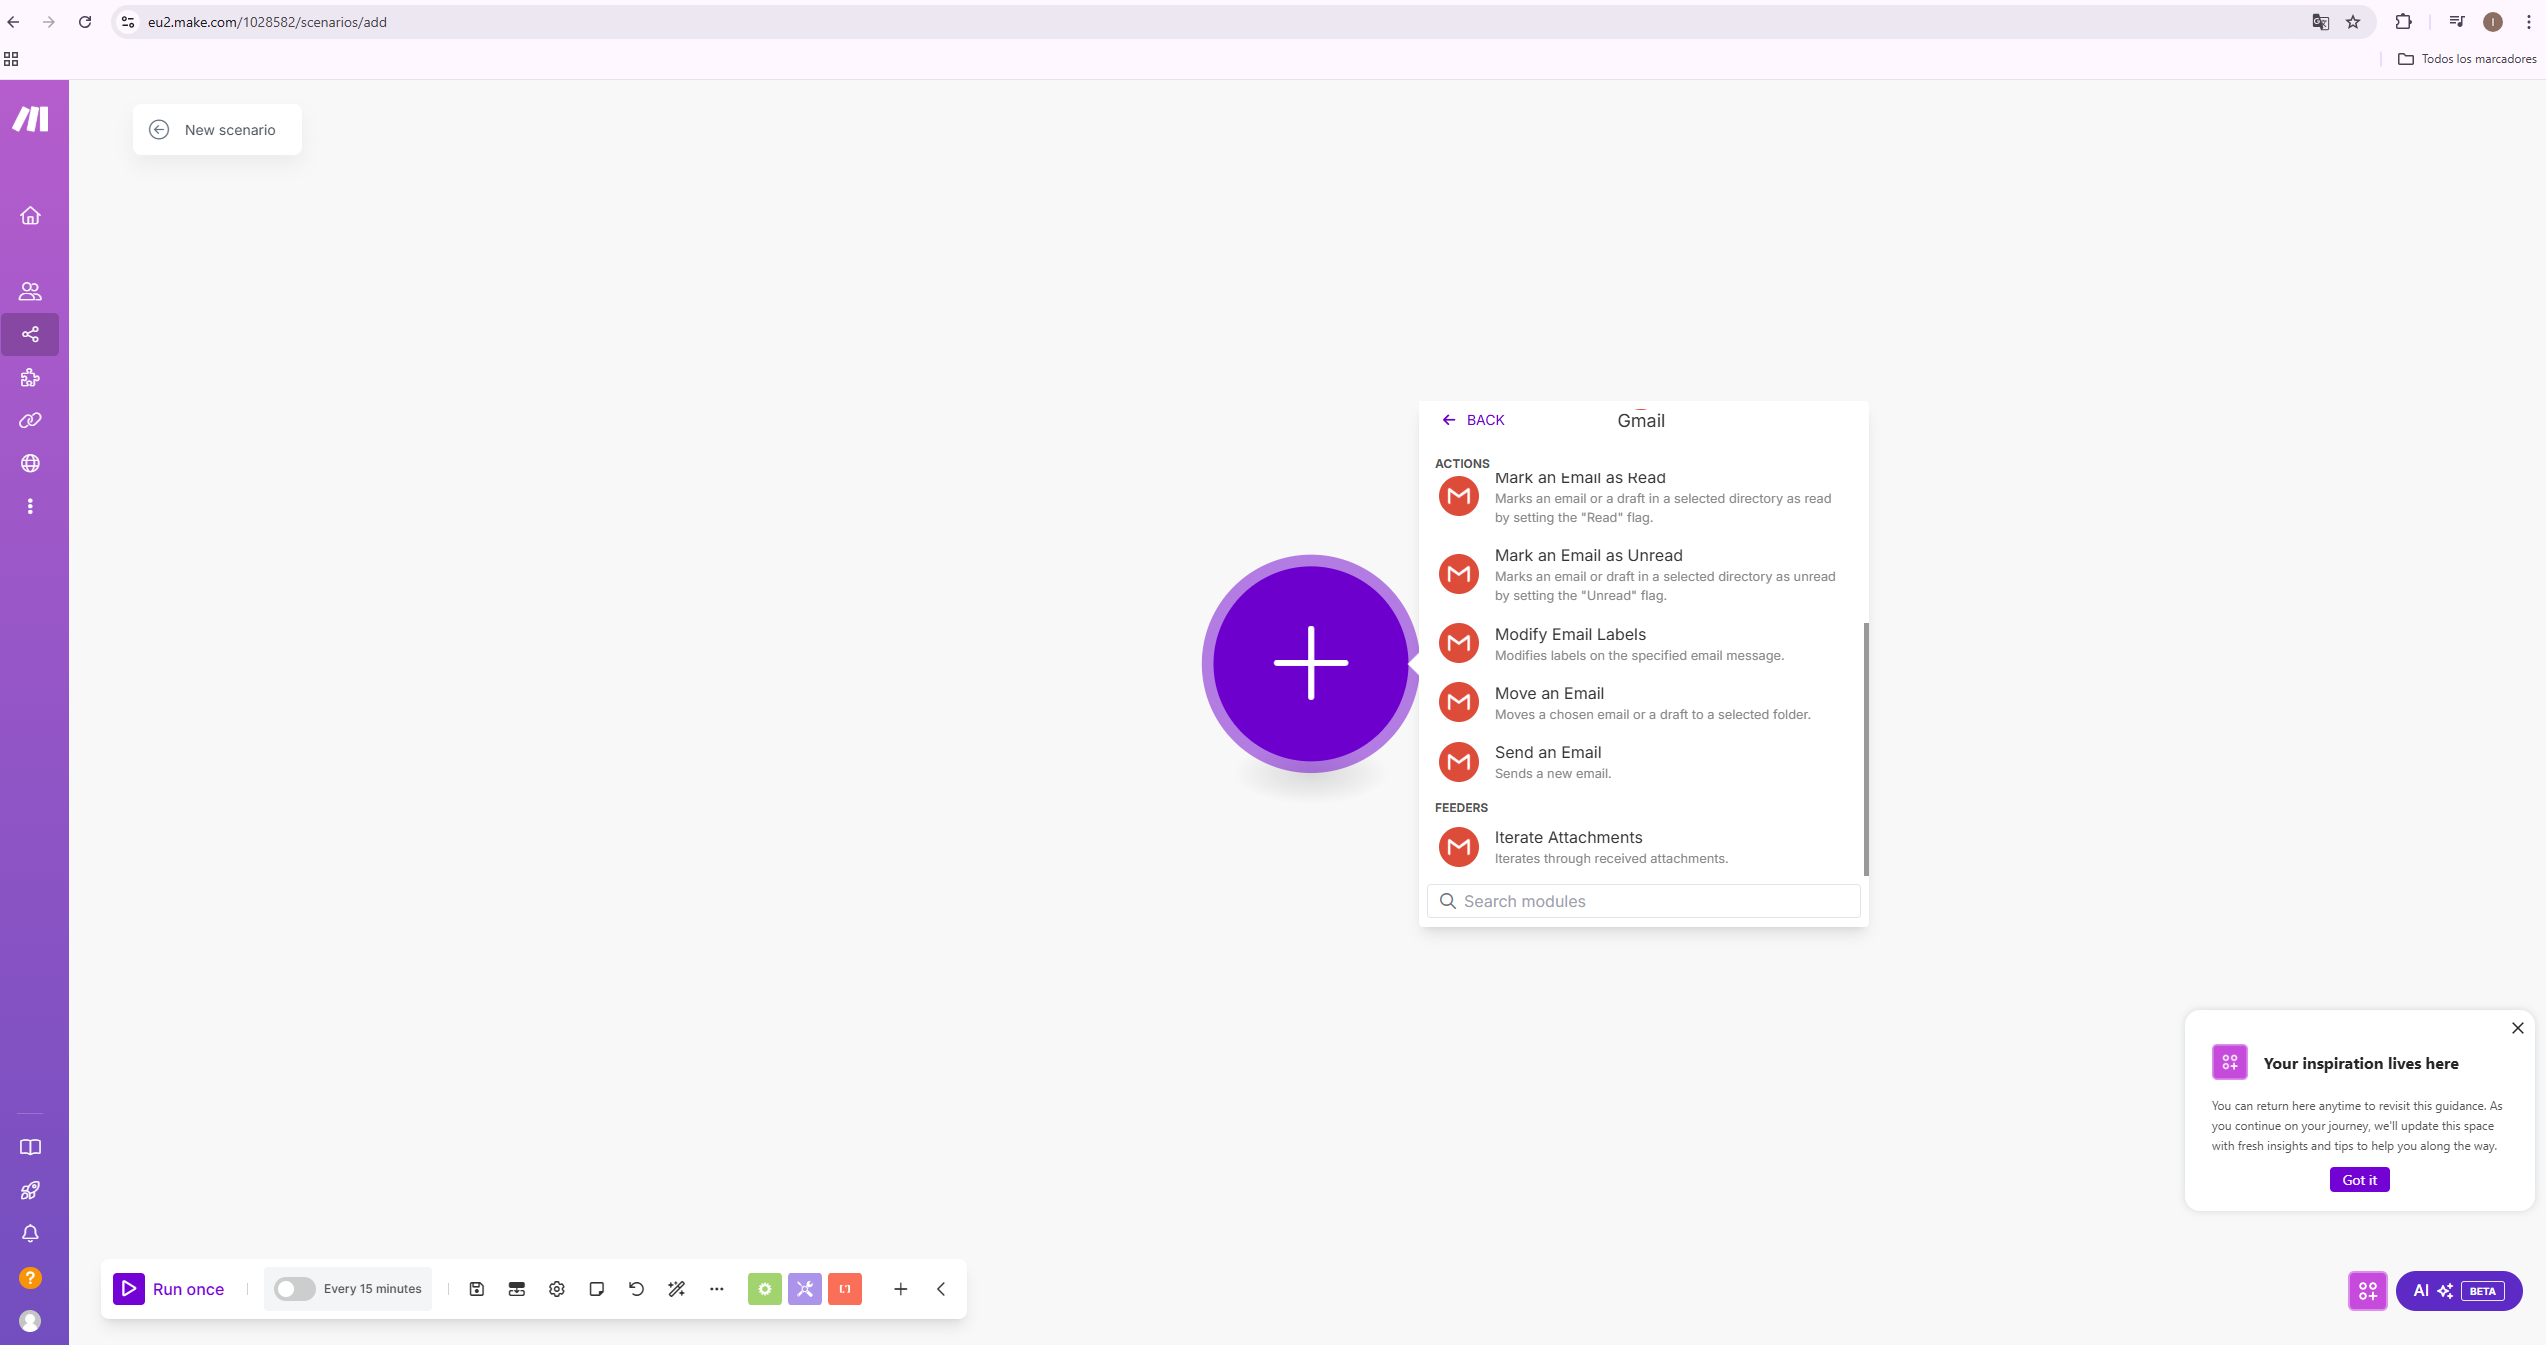 eu2.make.com/1028582/scenarios/add
Todos los marcadores
New scenario
BACK
Gmail
ACTIONS
Mark an Email as Read
Marks an email or a draft in a selected directory as read
by setting the "Read" flag.
Mark an Email as Unread
Marks an email or draft in a selected directory as unread
by setting the "Unread" flag.
Modify Email Labels
Modifies labels on the specified email message.
Move an Email
Moves a chosen email or a draft to a selected folder.
Send an Email
Sends a new email.
FEEDERS
Iterate Attachments
Iterates through received attachments.
Search modules
Your inspiration lives here
You can return here anytime to revisit this guidance. As
you continue on your journey, we'll update this space
with fresh insights and tips to help you along the way.
Got it
Run once
Every 15 minutes
AI BETA